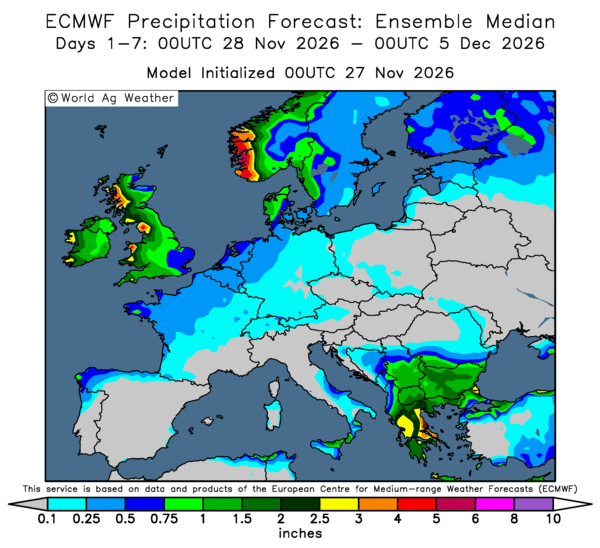 ECMWF Precipitation Forecast: Ensemble Median
Days 1–7: 00UTC 28 Nov 2026 – 00UTC 5 Dec 2026
Model Initialized 00UTC 27 Nov 2026
© World Ag Weather
This service is based on data and products of the European Centre for Medium-range Weather Forecasts (ECMWF)
0.1 0.25 0.5 0.75 1 1.5 2 2.5 3 4 5 6 8 10
inches